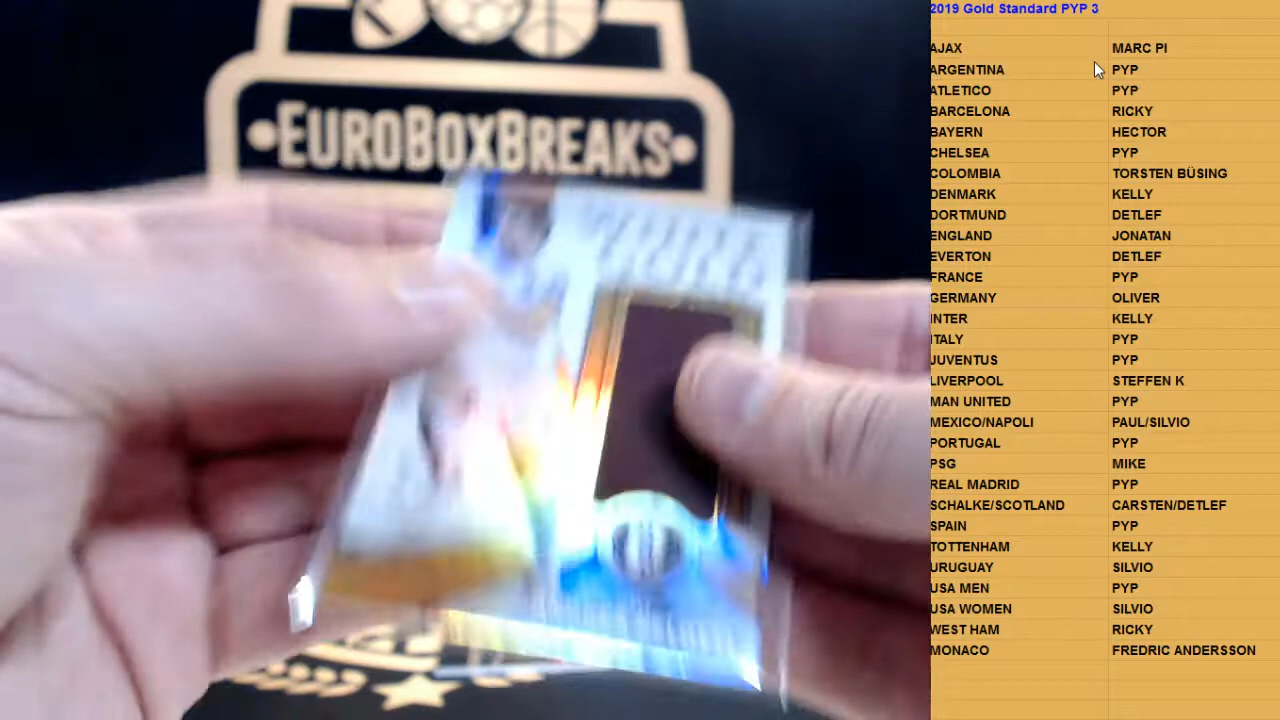 2019 Gold Standard PYP 3
AJAX MARC PI
ARGENTINA PYP
ATLETICO PYP
BARCELONA RICKY
BAYERN HECTOR
CHELSEA PYP
COLOMBIA TORSTEN BÜSING
DENMARK KELLY
DORTMUND DETLEF
ENGLAND JONATAN
EVERTON DETLEF
FRANCE PYP
GERMANY OLIVER
INTER KELLY
ITALY PYP
JUVENTUS PYP
LIVERPOOL STEFFEN K
MAN UNITED PYP
MEXICO/NAPOLI PAUL/SILVIO
PORTUGAL PYP
PSG MIKE
REAL MADRID PYP
SCHALKE/SCOTLAND CARSTEN/DETLEF
SPAIN PYP
TOTTENHAM KELLY
URUGUAY SILVIO
USA MEN PYP
USA WOMEN SILVIO
WEST HAM RICKY
MONACO FREDRIC ANDERSSON
•EUROBOXBREAKS•